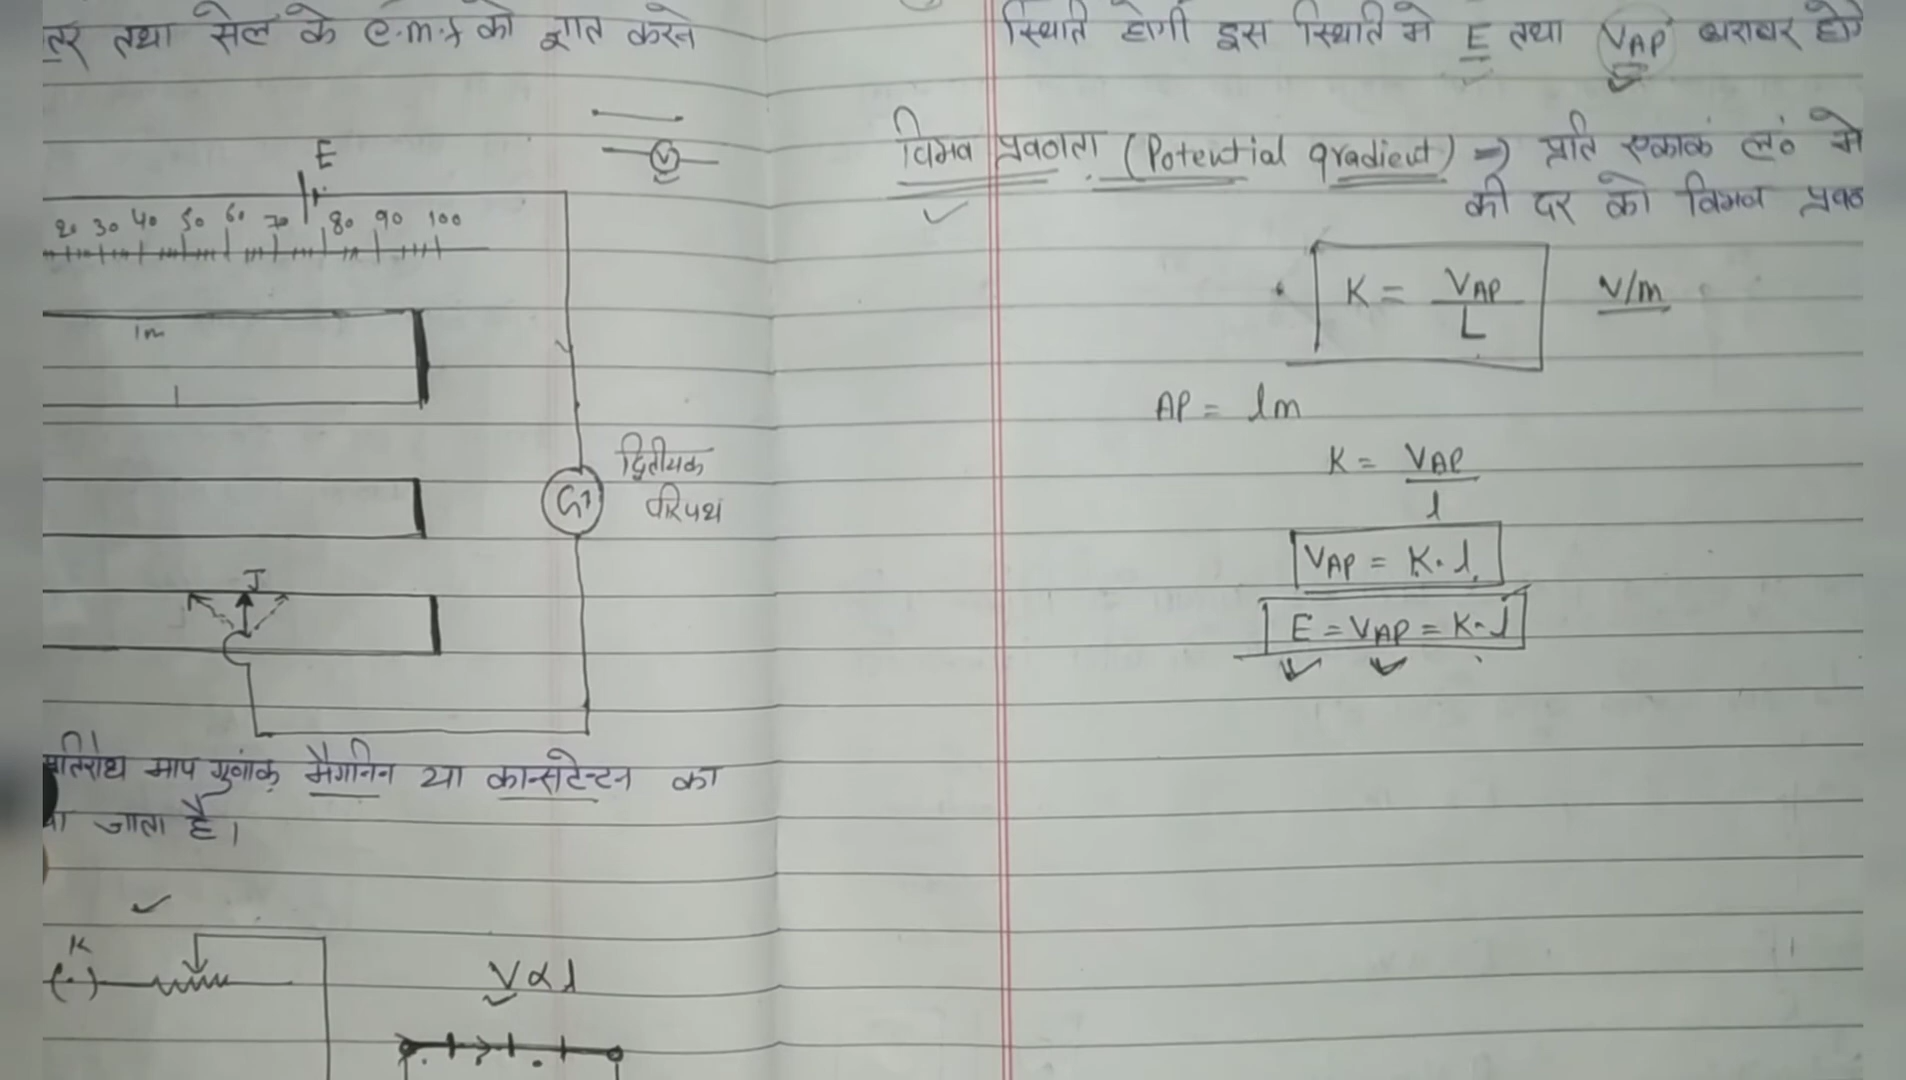 तर तथा सेल के e.m.f को ज्ञात करने
E
V
20 30 40 50 60 70 80 90 100
1m
द्वितीयक
परिपथ
G
J
प्रतिरोध माप गुणांक मैगनिन या कान्सटेन्टन का
जाता है।
K
(·)
V∝l
स्थिति होगी इस स्थिति मे E तथा VAP बराबर होगे
विभव प्रवणता (Potential gradient) ⇒ प्रति एकाकं लं० मे
की दर को विभव प्रवण
K = VAP / L V/m
AP = lm
K = VAP / l
VAP = K.l
E = VAP = K.l